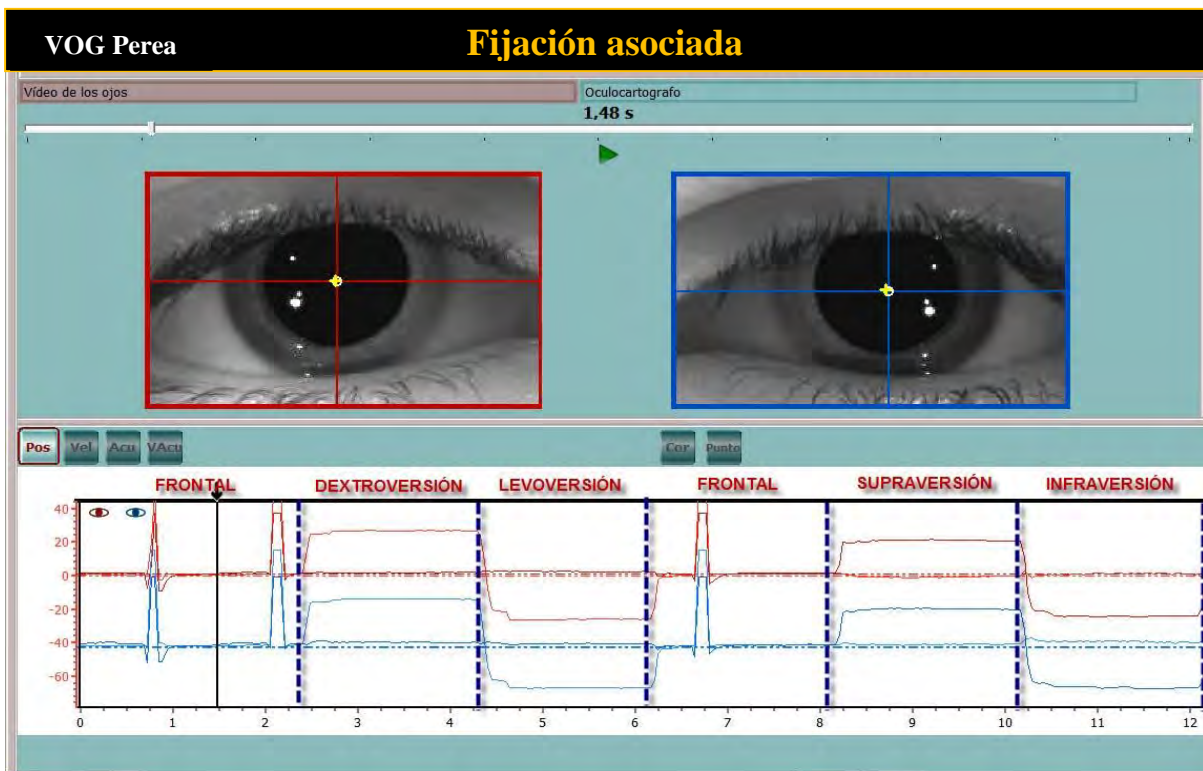 VOG Perea Fijación asociada
Vídeo de los ojos Oculocartografo
1,48 s
Pos Vel Acu VAcu Cor Punto
FRONTAL DEXTROVERSIÓN LEVOVERSIÓN FRONTAL SUPRAVERSIÓN INFRAVERSIÓN
40
20
0
-20
-40
-60
0 1 2 3 4 5 6 7 8 9 10 11 12